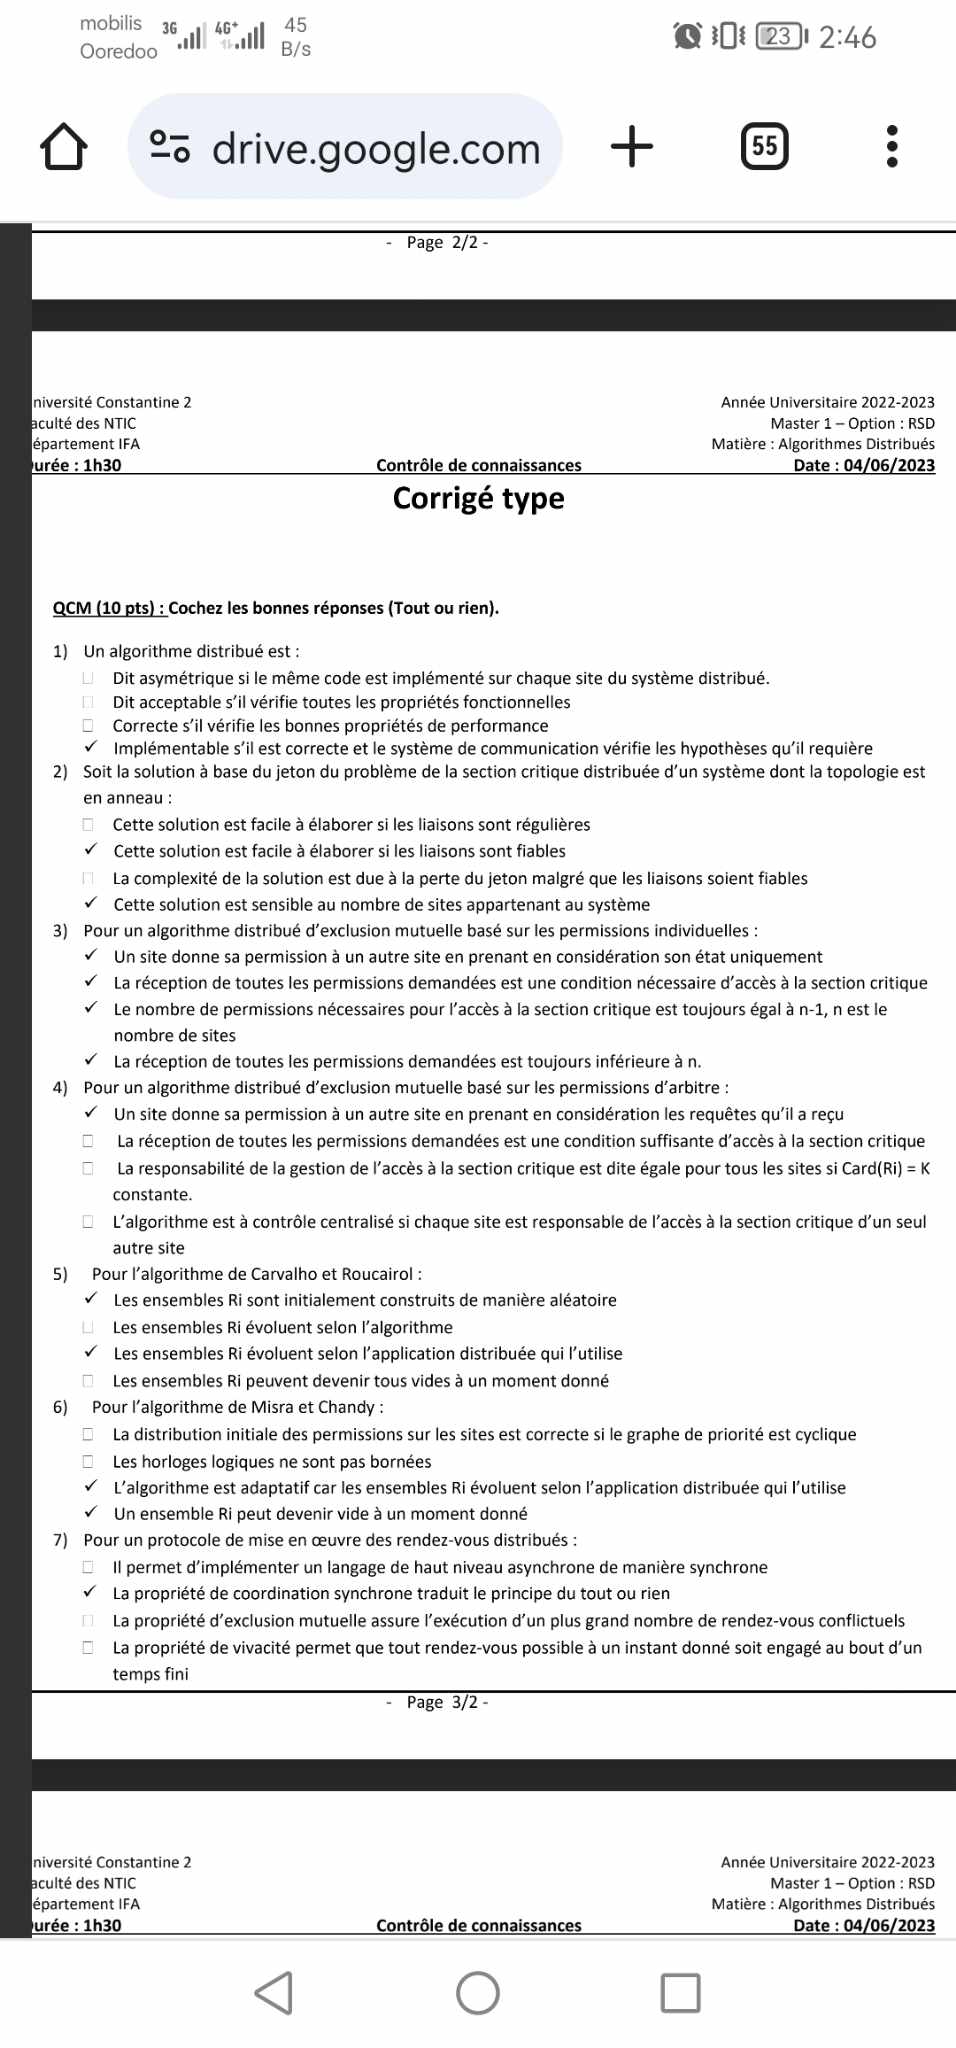 mobilis 3G 4G+ 45
Ooredoo B/s
23 2:46
drive.google.com
55
- Page 2/2 -
niversité Constantine 2 Année Universitaire 2022-2023
aculté des NTIC Master 1 – Option : RSD
épartement IFA Matière : Algorithmes Distribués
urée : 1h30 Contrôle de connaissances Date : 04/06/2023
Corrigé type
QCM (10 pts) : Cochez les bonnes réponses (Tout ou rien).
1) Un algorithme distribué est :
□ Dit asymétrique si le même code est implémenté sur chaque site du système distribué.
□ Dit acceptable s’il vérifie toutes les propriétés fonctionnelles
□ Correcte s’il vérifie les bonnes propriétés de performance
✓ Implémentable s’il est correcte et le système de communication vérifie les hypothèses qu’il requière
2) Soit la solution à base du jeton du problème de la section critique distribuée d’un système dont la topologie est
en anneau :
□ Cette solution est facile à élaborer si les liaisons sont régulières
✓ Cette solution est facile à élaborer si les liaisons sont fiables
□ La complexité de la solution est due à la perte du jeton malgré que les liaisons soient fiables
✓ Cette solution est sensible au nombre de sites appartenant au système
3) Pour un algorithme distribué d’exclusion mutuelle basé sur les permissions individuelles :
✓ Un site donne sa permission à un autre site en prenant en considération son état uniquement
✓ La réception de toutes les permissions demandées est une condition nécessaire d’accès à la section critique
✓ Le nombre de permissions nécessaires pour l’accès à la section critique est toujours égal à n-1, n est le
nombre de sites
✓ La réception de toutes les permissions demandées est toujours inférieure à n.
4) Pour un algorithme distribué d’exclusion mutuelle basé sur les permissions d’arbitre :
✓ Un site donne sa permission à un autre site en prenant en considération les requêtes qu’il a reçu
□ La réception de toutes les permissions demandées est une condition suffisante d’accès à la section critique
□ La responsabilité de la gestion de l’accès à la section critique est dite égale pour tous les sites si Card(Ri) = K
constante.
□ L’algorithme est à contrôle centralisé si chaque site est responsable de l’accès à la section critique d’un seul
autre site
5) Pour l’algorithme de Carvalho et Roucairol :
✓ Les ensembles Ri sont initialement construits de manière aléatoire
□ Les ensembles Ri évoluent selon l’algorithme
✓ Les ensembles Ri évoluent selon l’application distribuée qui l’utilise
□ Les ensembles Ri peuvent devenir tous vides à un moment donné
6) Pour l’algorithme de Misra et Chandy :
□ La distribution initiale des permissions sur les sites est correcte si le graphe de priorité est cyclique
□ Les horloges logiques ne sont pas bornées
✓ L’algorithme est adaptatif car les ensembles Ri évoluent selon l’application distribuée qui l’utilise
✓ Un ensemble Ri peut devenir vide à un moment donné
7) Pour un protocole de mise en œuvre des rendez-vous distribués :
□ Il permet d’implémenter un langage de haut niveau asynchrone de manière synchrone
✓ La propriété de coordination synchrone traduit le principe du tout ou rien
□ La propriété d’exclusion mutuelle assure l’exécution d’un plus grand nombre de rendez-vous conflictuels
□ La propriété de vivacité permet que tout rendez-vous possible à un instant donné soit engagé au bout d’un
temps fini
- Page 3/2 -
niversité Constantine 2 Année Universitaire 2022-2023
aculté des NTIC Master 1 – Option : RSD
épartement IFA Matière : Algorithmes Distribués
urée : 1h30 Contrôle de connaissances Date : 04/06/2023